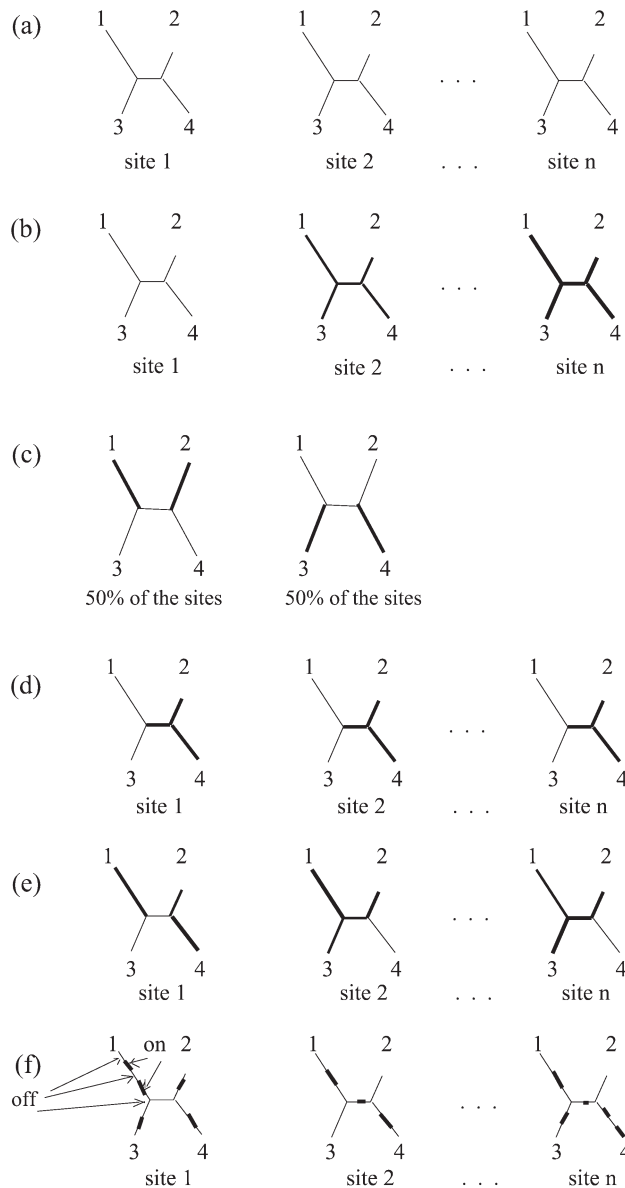 (a) 1 2 1 2 1 2
. . .
3 4 3 4 3 4
site 1 site 2 . . . site n
(b) 1 2 1 2 1 2
. . .
3 4 3 4 3 4
site 1 site 2 . . . site n
(c) 1 2 1 2
3 4 3 4
50% of the sites 50% of the sites
(d) 1 2 1 2 1 2
. . .
3 4 3 4 3 4
site 1 site 2 . . . site n
(e) 1 2 1 2 1 2
. . .
3 4 3 4 3 4
site 1 site 2 . . . site n
(f) 1 on 2 1 2 1 2
off . . .
3 4 3 4 3 4
site 1 site 2 . . . site n